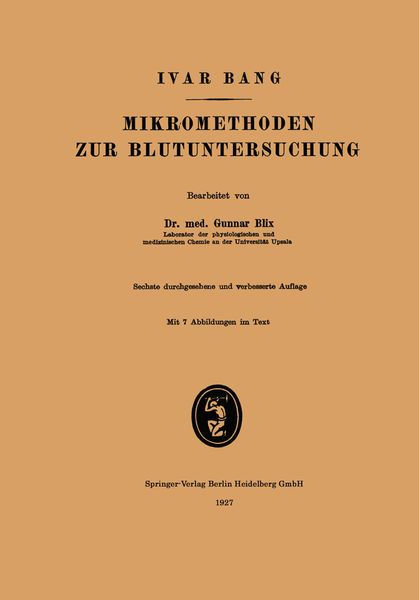 IVAR BANG
MIKROMETHODEN
ZUR BLUTUNTERSUCHUNG
Bearbeitet von
Dr. med. Gunnar Blix
Laborator der physiologischen und
medizinischen Chemie an der Universität Upsala
Sechste durchgesehene und verbesserte Auflage
Mit 7 Abbildungen im Text
Springer-Verlag Berlin Heidelberg GmbH
1927